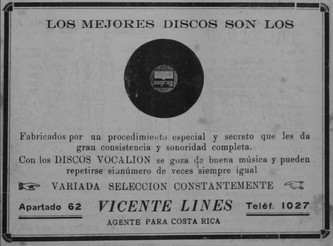 LOS MEJORES DISCOS SON LOS
Fabricados por un procedimiento especial y secreto que les da
gran consistencia y sonoridad completa.
Con los DISCOS VOCALION se goza de buena música y pueden
repetirse sinnúmero de veces siempre igual
VARIADA SELECCION CONSTANTEMENTE
Apartado 62 VICENTE LINES Teléf. 1027
AGENTE PARA COSTA RICA